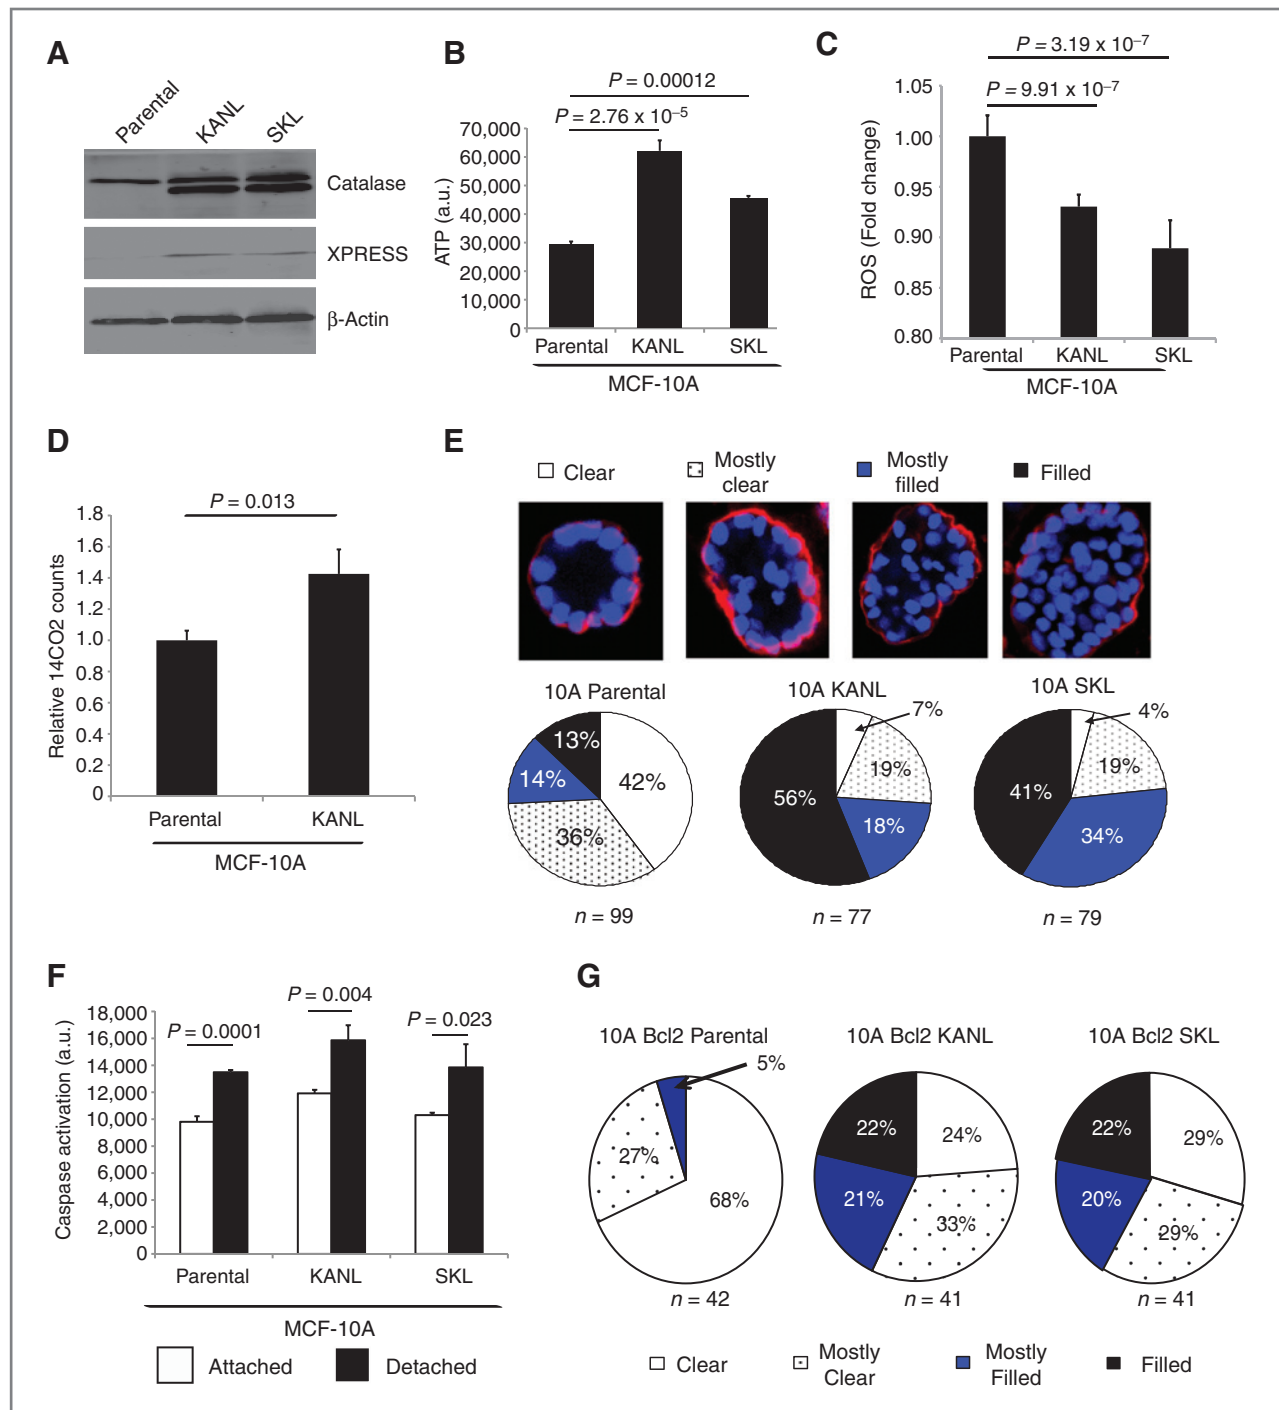 A
Parental
KANL
SKL
Catalase
XPRESS
β-Actin
B
P = 0.00012
P = 2.76 x 10–5
70,000
60,000
50,000
40,000
30,000
20,000
10,000
0
ATP (a.u.)
Parental
KANL
SKL
MCF-10A
C
P = 3.19 x 10–7
P = 9.91 x 10–7
1.05
1.00
0.95
0.90
0.85
0.80
ROS (Fold change)
Parental
KANL
SKL
MCF-10A
D
P = 0.013
1.8
1.6
1.4
1.2
1.0
0.8
0.6
0.4
0.2
0
Relative 14CO2 counts
Parental
KANL
MCF-10A
E
Clear
Mostly
clear
Mostly
filled
Filled
10A Parental
13%
42%
14%
36%
n = 99
10A KANL
7%
19%
56%
18%
n = 77
10A SKL
4%
19%
41%
34%
n = 79
F
P = 0.0001
P = 0.004
P = 0.023
18,000
16,000
14,000
12,000
10,000
8,000
6,000
4,000
2,000
0
Caspase activation (a.u.)
Parental
KANL
SKL
MCF-10A
Attached
Detached
G
10A Bcl2 Parental
5%
27%
68%
n = 42
10A Bcl2 KANL
22%
24%
21%
33%
n = 41
10A Bcl2 SKL
22%
29%
20%
29%
n = 41
Clear
Mostly
Clear
Mostly
Filled
Filled